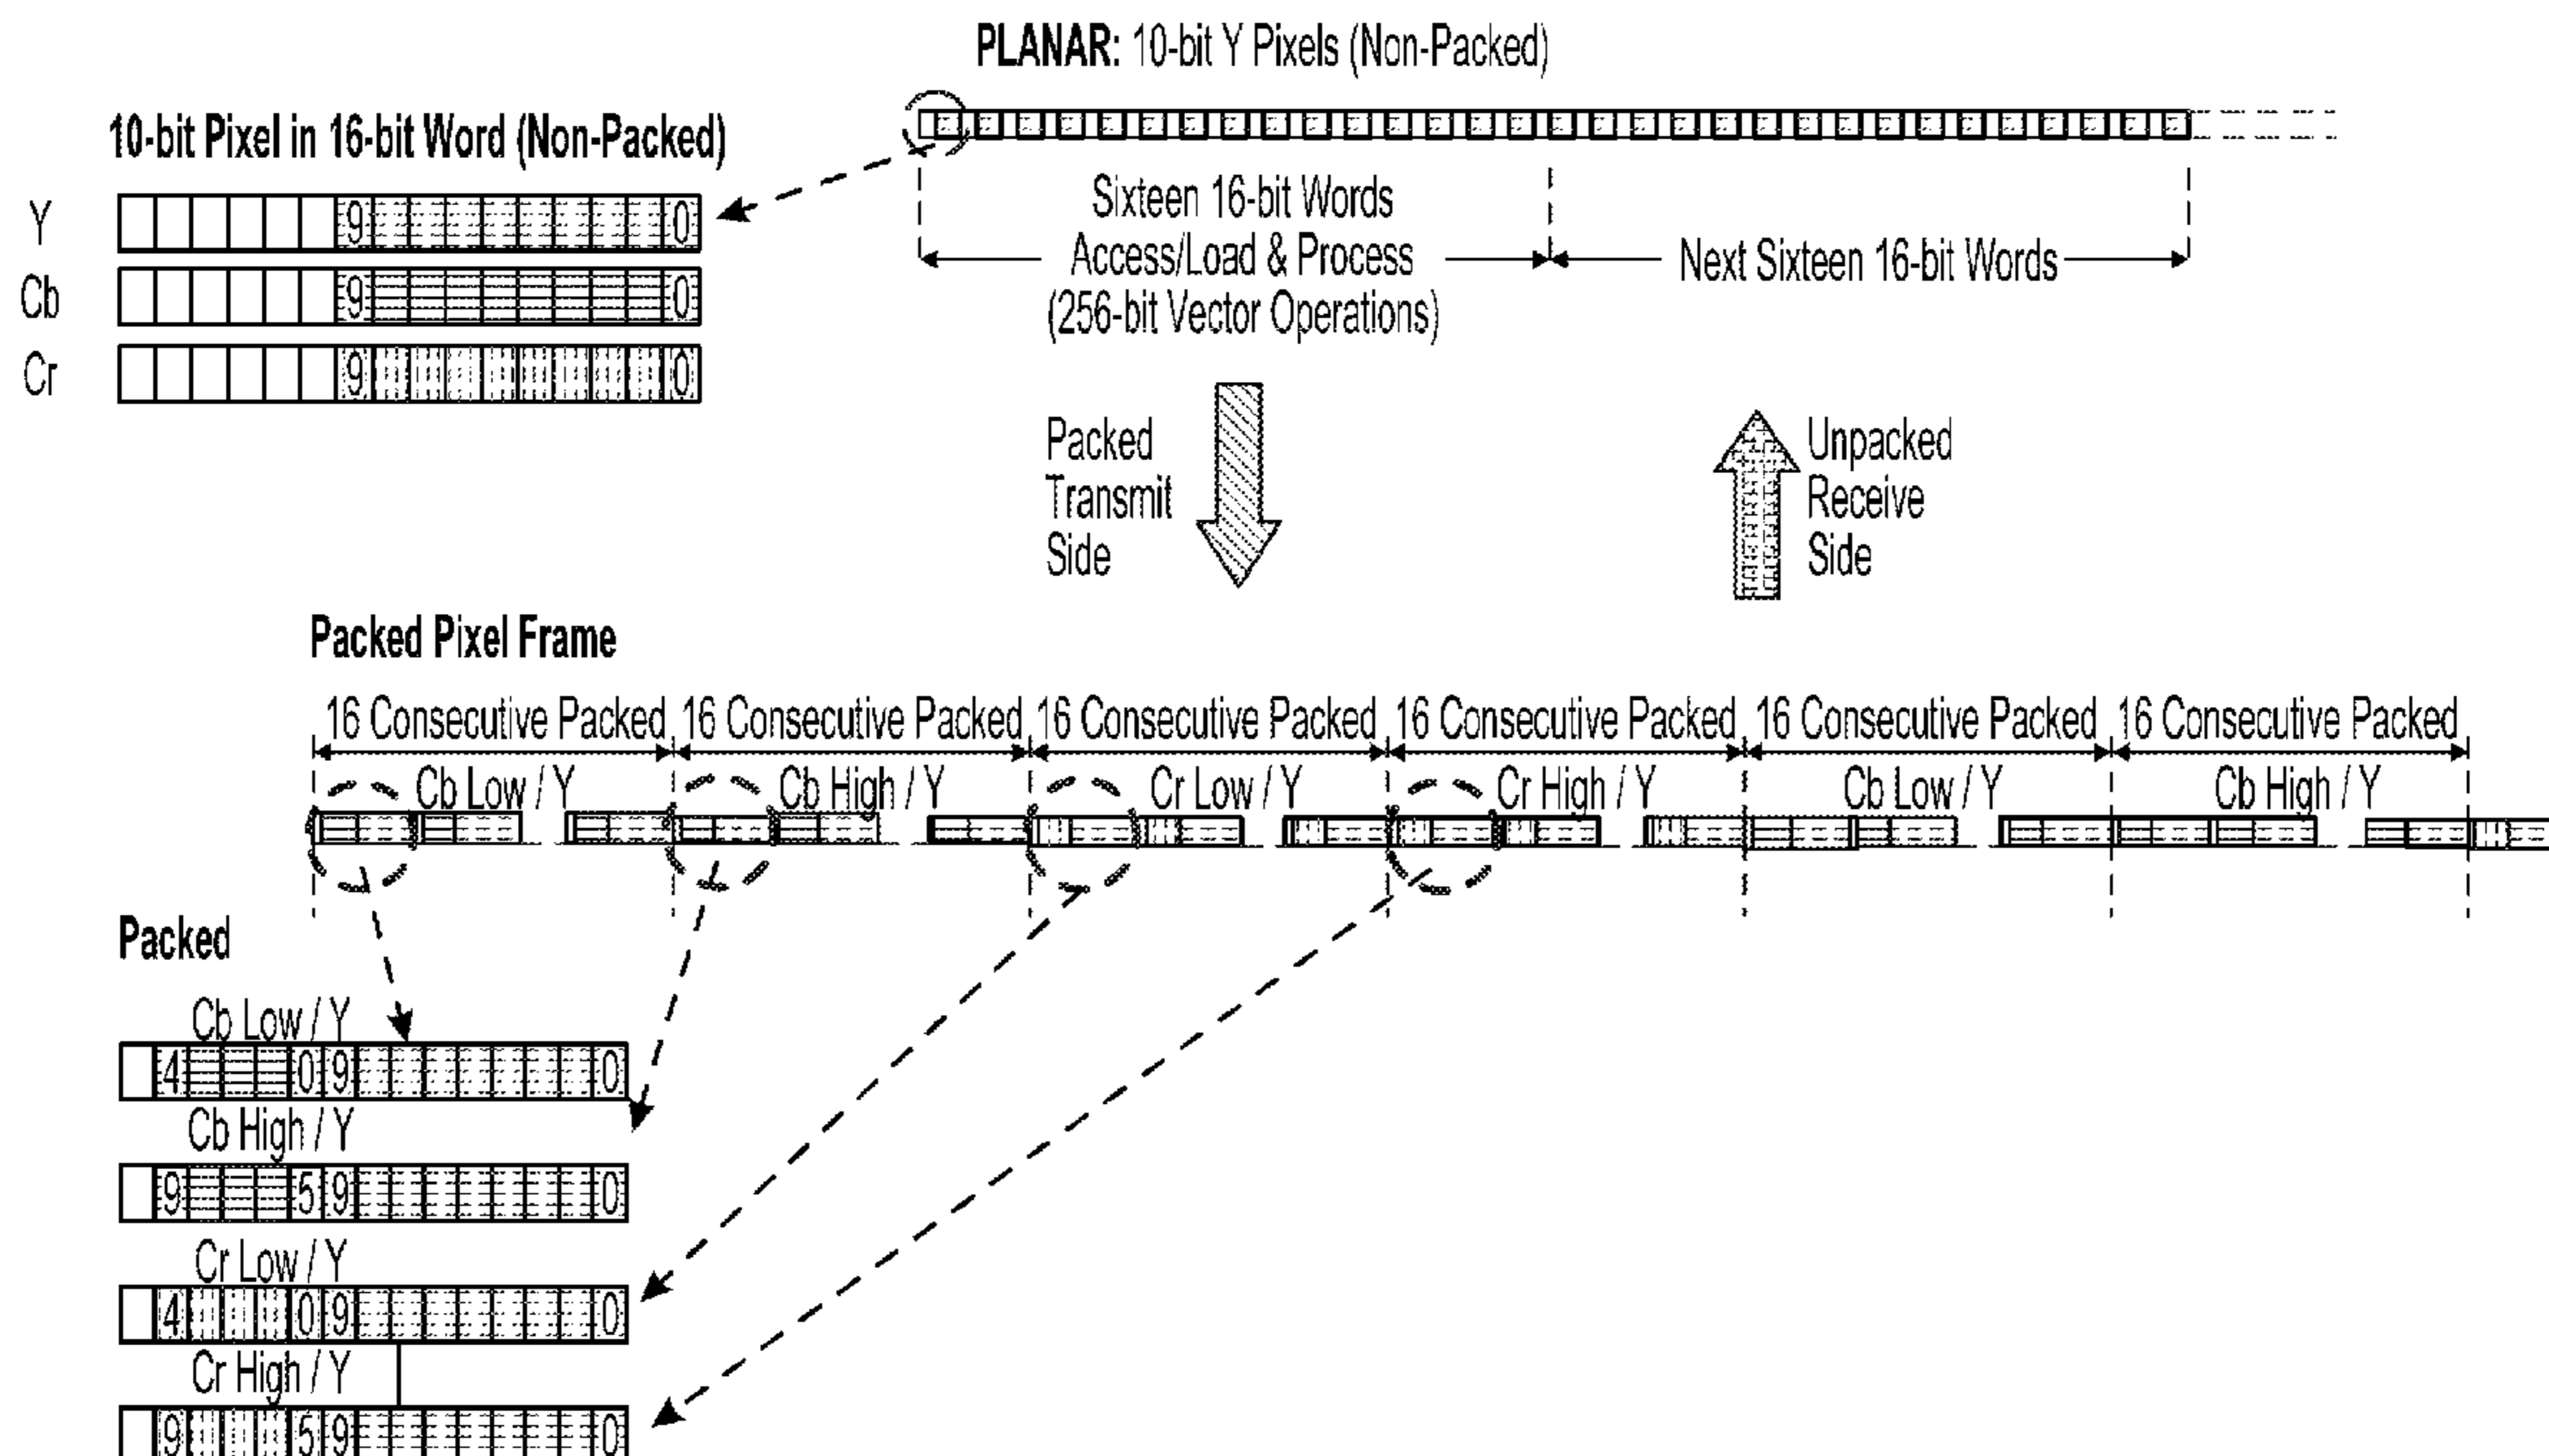 PLANAR: 10-bit Y Pixels (Non-Packed)
10-bit Pixel in 16-bit Word (Non-Packed)
Y 9 0
Cb 9 0
Cr 9 0
Sixteen 16-bit Words
Access/Load & Process
(256-bit Vector Operations)
Next Sixteen 16-bit Words
Packed
Transmit
Side
Unpacked
Receive
Side
Packed Pixel Frame
16 Consecutive Packed 16 Consecutive Packed 16 Consecutive Packed 16 Consecutive Packed 16 Consecutive Packed 16 Consecutive Packed
Cb Low / Y Cb High / Y Cr Low / Y Cr High / Y Cb Low / Y Cb High / Y
Packed
Cb Low / Y
4 0 9 0
Cb High / Y
9 5 9 0
Cr Low / Y
4 0 9 0
Cr High / Y
9 5 9 0